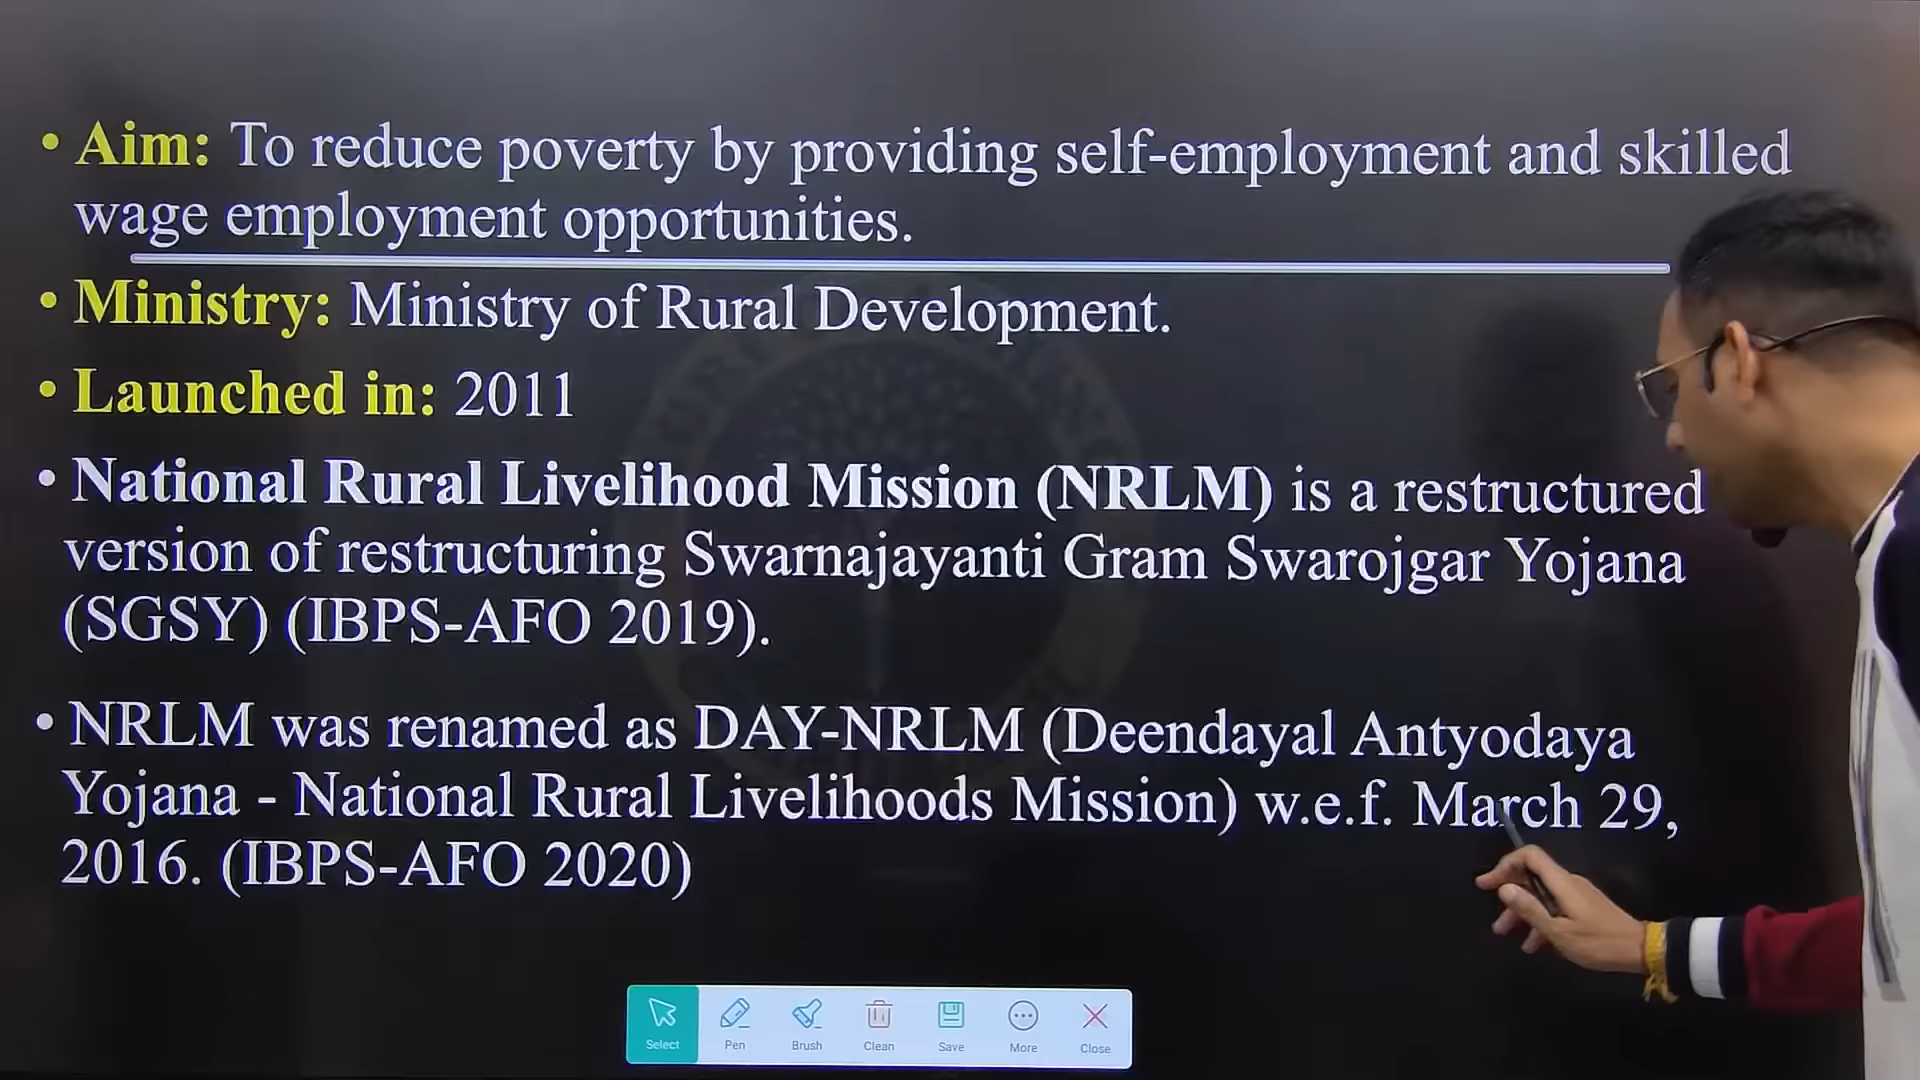 • Aim: To reduce poverty by providing self-employment and skilled
wage employment opportunities.
• Ministry: Ministry of Rural Development.
• Launched in: 2011
• National Rural Livelihood Mission (NRLM) is a restructured
version of restructuring Swarnajayanti Gram Swarojgar Yojana
(SGSY) (IBPS-AFO 2019).
• NRLM was renamed as DAY-NRLM (Deendayal Antyodaya
Yojana - National Rural Livelihoods Mission) w.e.f. March 29,
2016. (IBPS-AFO 2020)
Select Pen Brush Clean Save More Close